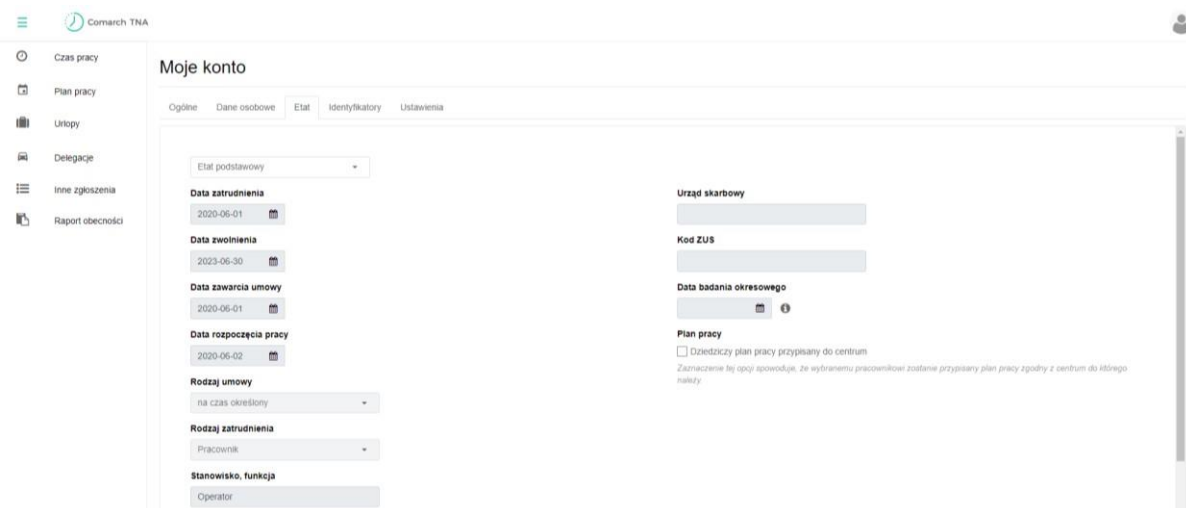 Comarch TNA
Czas pracy
Plan pracy
Urlopy
Delegacje
Inne zgłoszenia
Raport obecności
Moje konto
Ogólne Dane osobowe Etat Identyfikatory Ustawienia
Etat podstawowy
Data zatrudnienia
2020-06-01
Data zwolnienia
2023-06-30
Data zawarcia umowy
2020-06-01
Data rozpoczęcia pracy
2020-06-02
Rodzaj umowy
na czas określony
Rodzaj zatrudnienia
Pracownik
Stanowisko, funkcja
Operator
Urząd skarbowy
Kod ZUS
Data badania okresowego
Plan pracy
Dziedziczy plan pracy przypisany do centrum
Zaznaczenie tej opcji spowoduje, że wybranemu pracownikowi zostanie przypisany plan pracy zgodny z centrum do którego
należy.